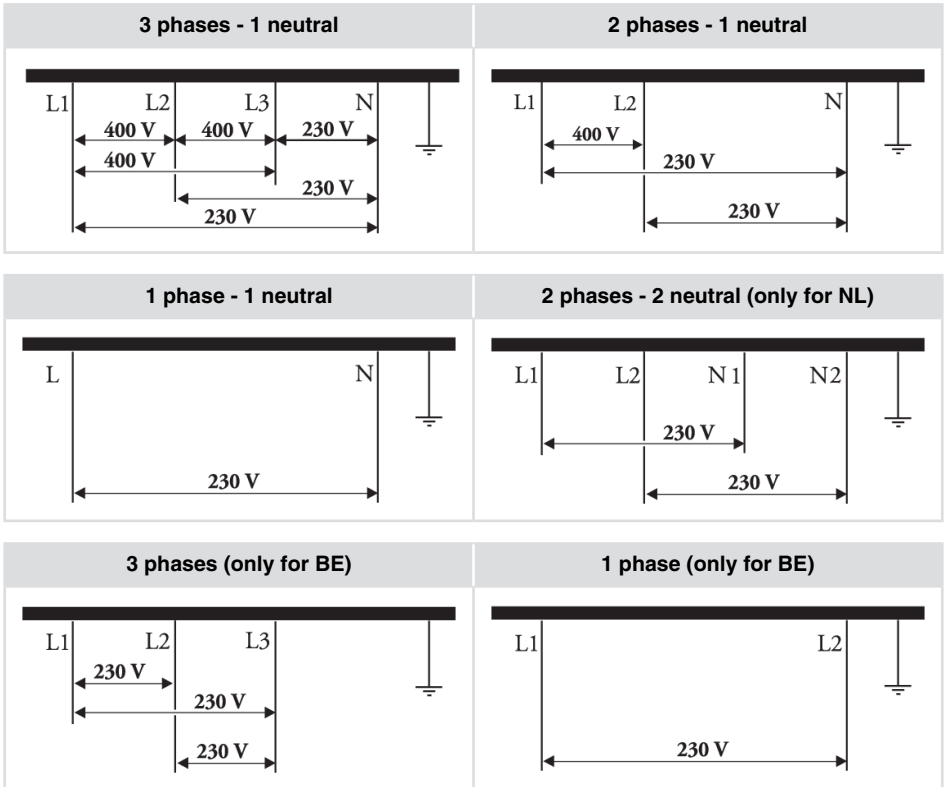 3 phases - 1 neutral
L1 L2 L3 N
400 V 400 V 230 V
400 V
230 V
230 V
2 phases - 1 neutral
L1 L2 N
400 V
230 V
230 V
1 phase - 1 neutral
L N
230 V
2 phases - 2 neutral (only for NL)
L1 L2 N 1 N2
230 V
230 V
3 phases (only for BE)
L1 L2 L3
230 V
230 V
230 V
1 phase (only for BE)
L1 L2
230 V